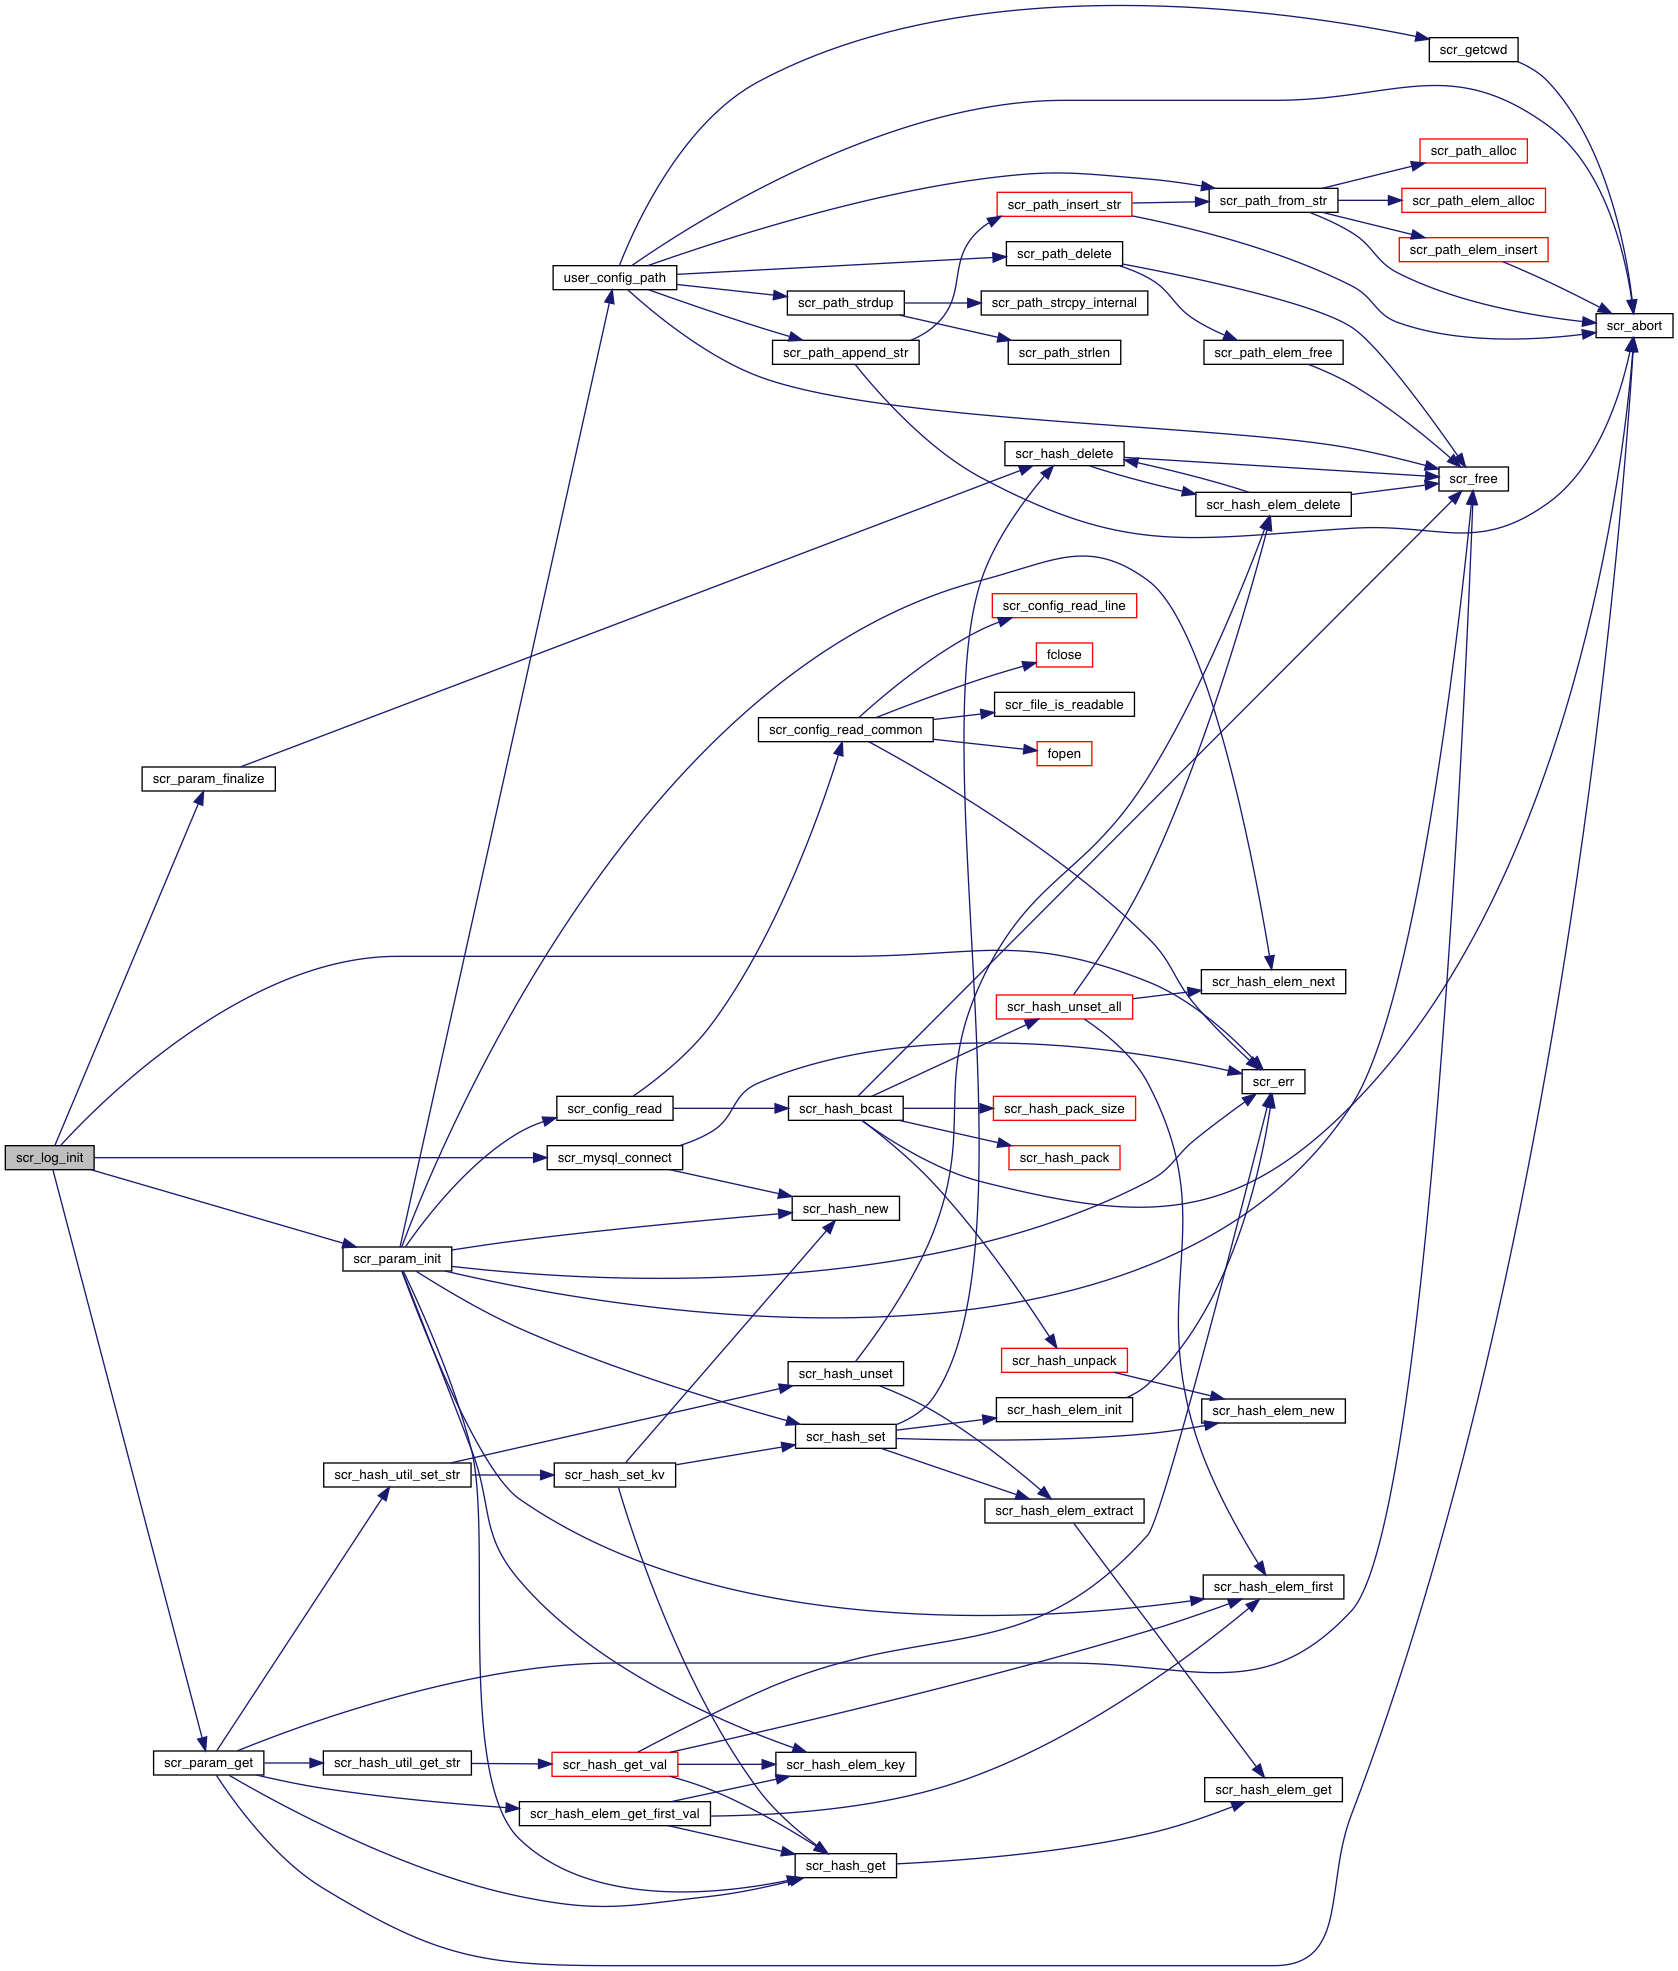 scr_getcwd
scr_path_alloc
scr_path_elem_alloc
scr_path_insert_str
scr_path_from_str
scr_path_elem_insert
scr_path_delete
user_config_path
scr_path_strdup
scr_path_strcpy_internal
scr_abort
scr_path_append_str
scr_path_strlen
scr_path_elem_free
scr_hash_delete
scr_free
scr_hash_elem_delete
scr_config_read_line
fclose
scr_file_is_readable
scr_config_read_common
fopen
scr_param_finalize
scr_hash_elem_next
scr_hash_unset_all
scr_err
scr_config_read
scr_hash_bcast
scr_hash_pack_size
scr_log_init
scr_mysql_connect
scr_hash_pack
scr_hash_new
scr_param_init
scr_hash_unpack
scr_hash_unset
scr_hash_elem_init
scr_hash_elem_new
scr_hash_set
scr_hash_util_set_str
scr_hash_set_kv
scr_hash_elem_extract
scr_hash_elem_first
scr_param_get
scr_hash_util_get_str
scr_hash_get_val
scr_hash_elem_key
scr_hash_elem_get
scr_hash_elem_get_first_val
scr_hash_get